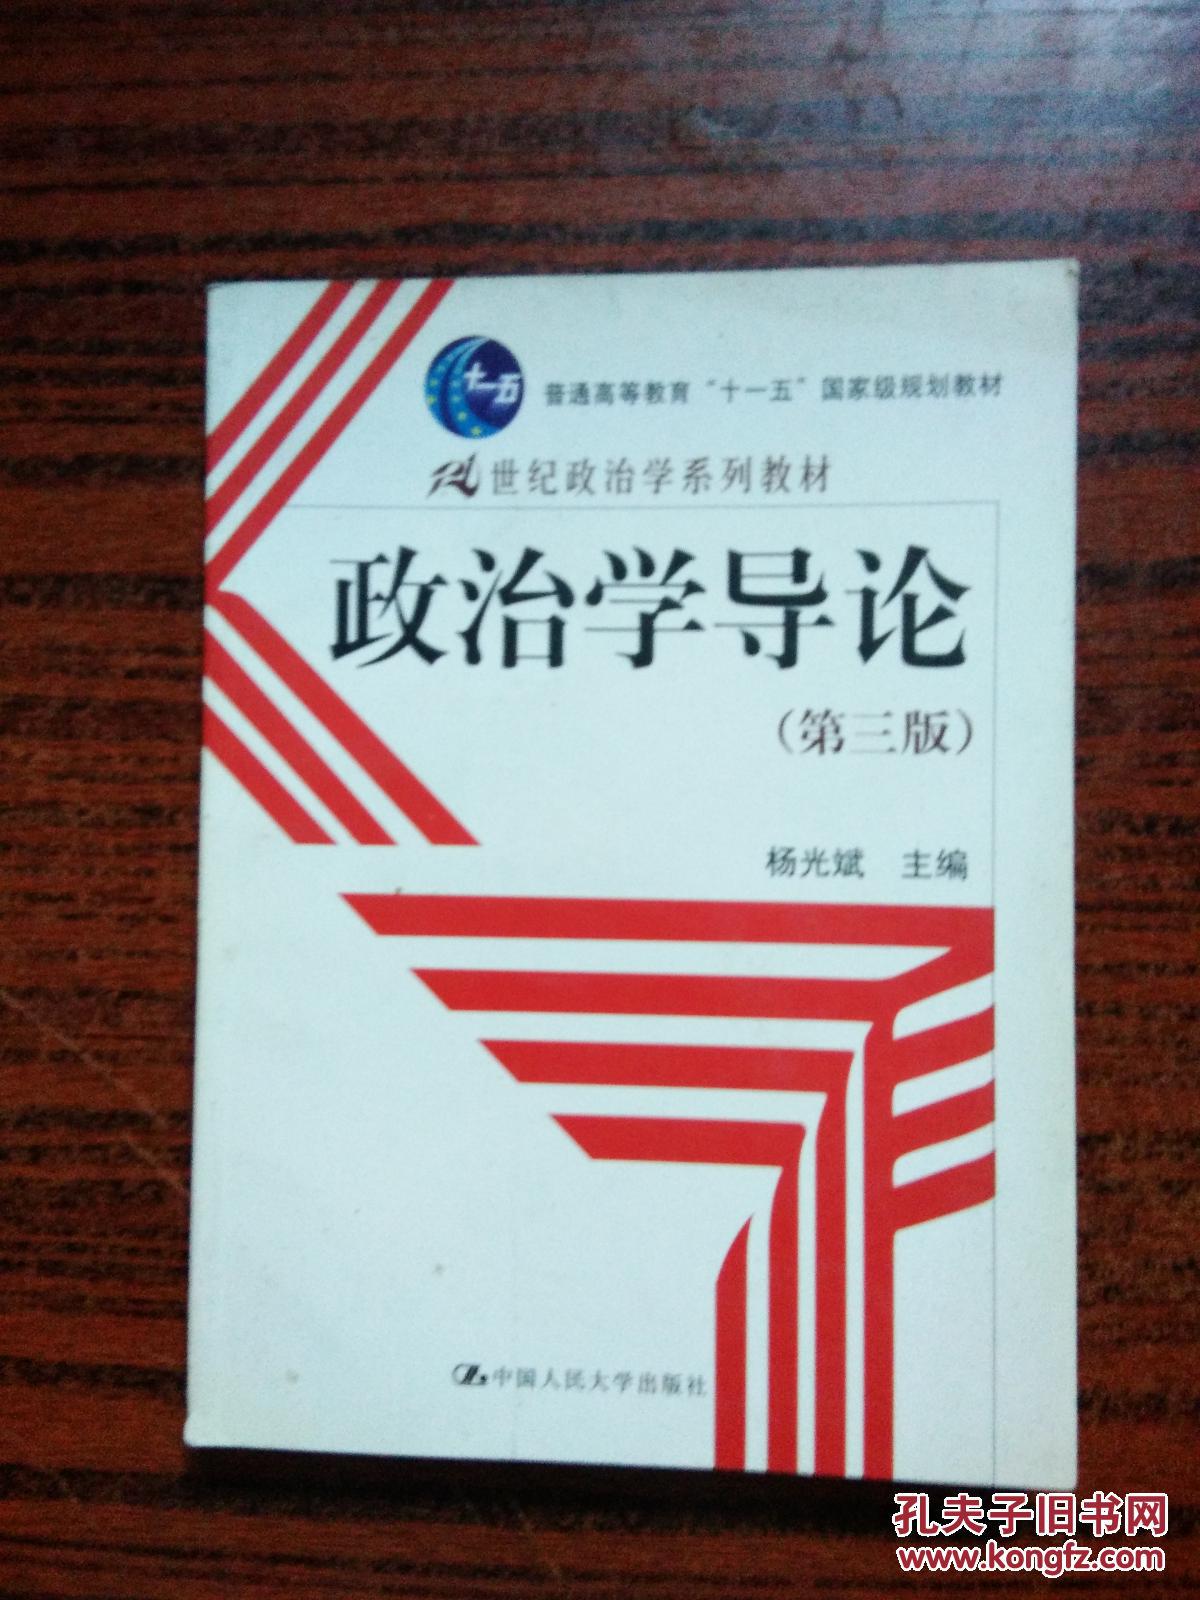 十一五
普通高等教育“十一五”国家级规划教材
21世纪政治学系列教材
政治学导论
（第三版）
杨光斌 主编
中国人民大学出版社
孔夫子旧书网
www.kongfz.com